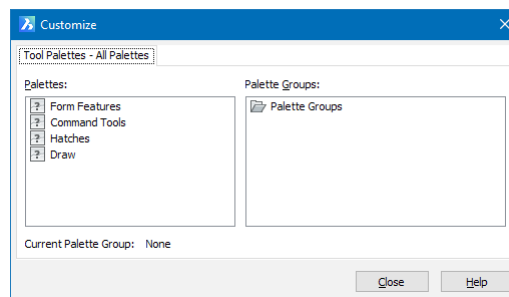 Customize
Tool Palettes - All Palettes
Palettes:
Form Features
Command Tools
Hatches
Draw
Palette Groups:
Palette Groups
Current Palette Group: None
Close
Help